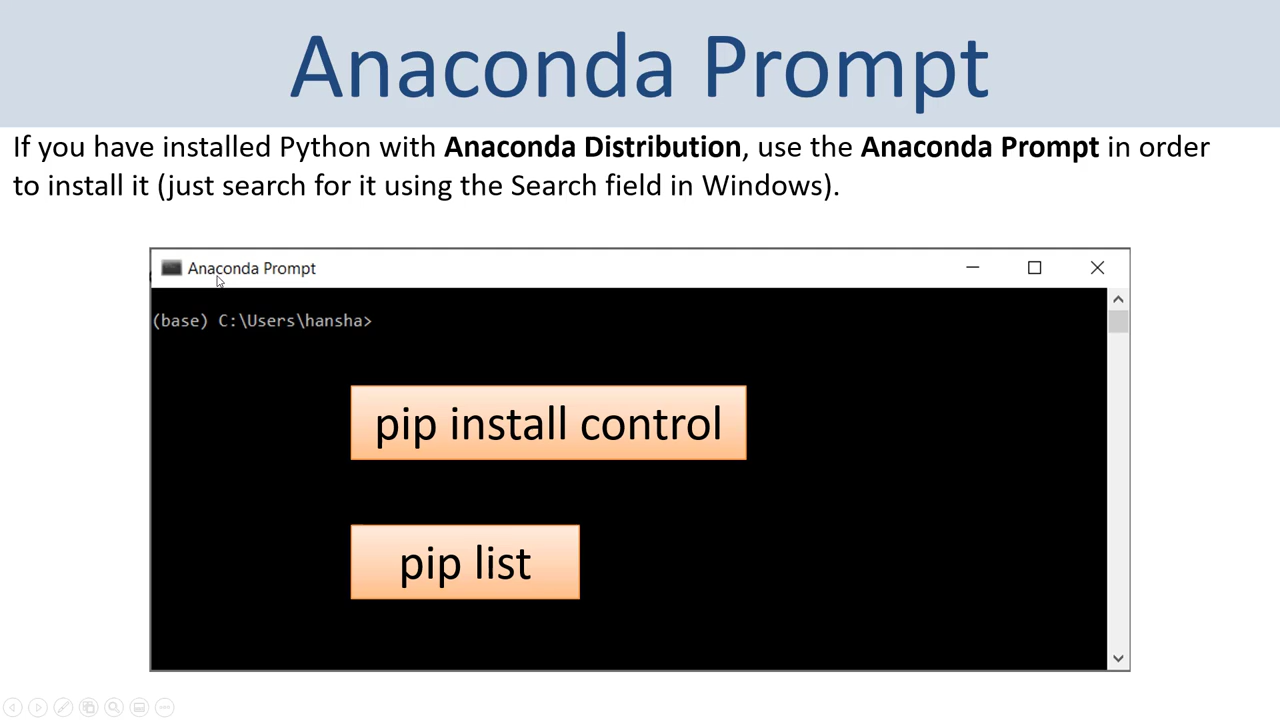 Anaconda Prompt
If you have installed Python with Anaconda Distribution, use the Anaconda Prompt in order
to install it (just search for it using the Search field in Windows).
Anaconda Prompt
(base) C:\Users\hansha>
pip install control
pip list